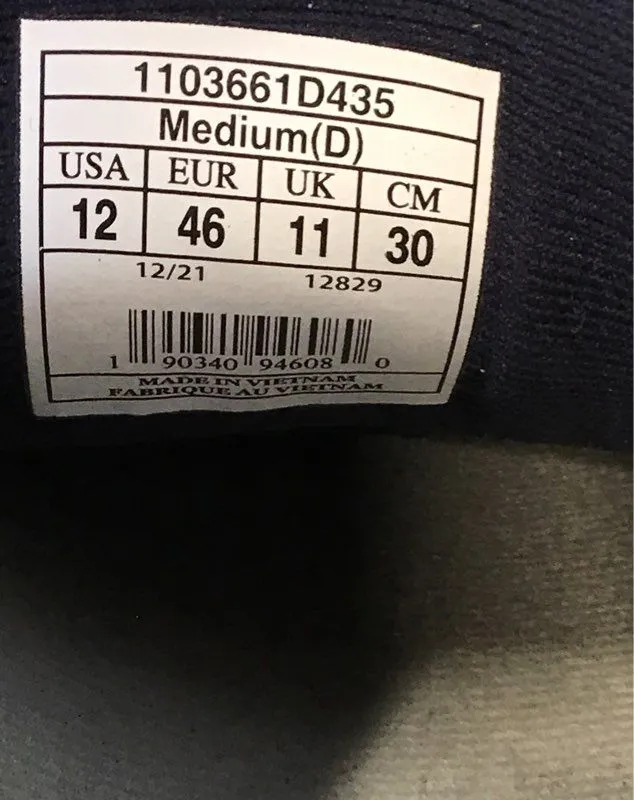 1103661D435
Medium(D)
USA EUR UK CM
12 46 11 30
12/21 12829
1 90340 94608 0
MADE IN VIETNAM
FABRIQUE AU VIETNAM